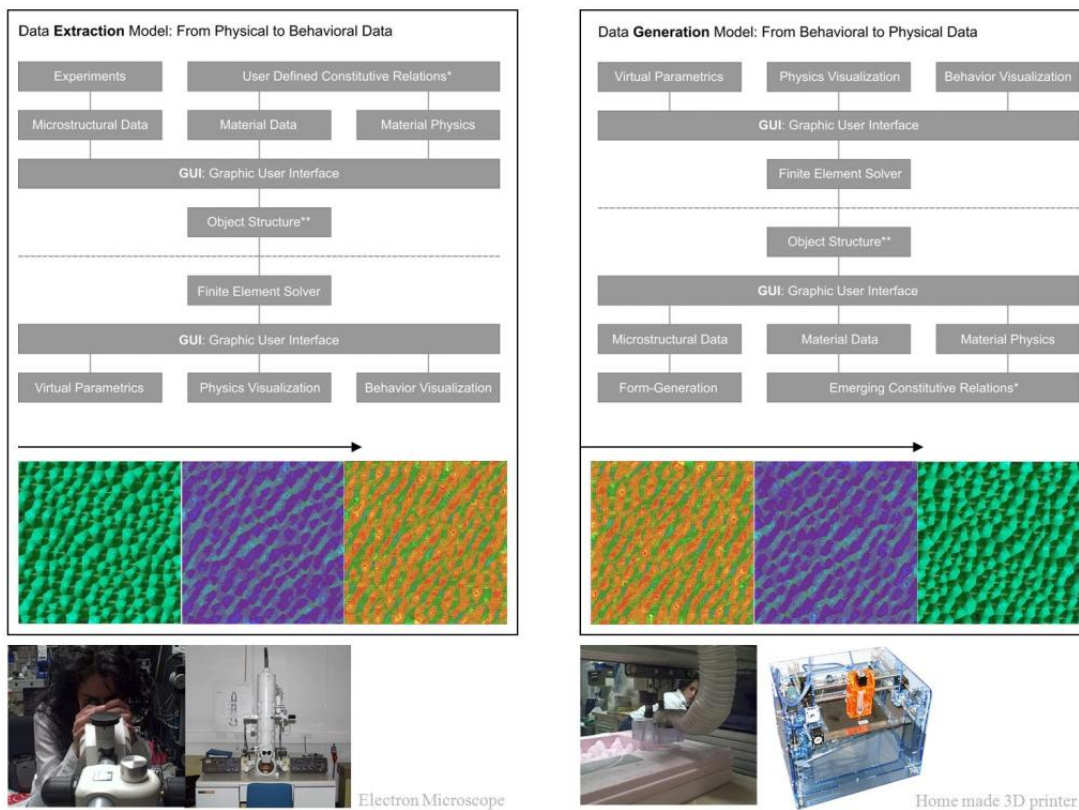 Data Extraction Model: From Physical to Behavioral Data
Experiments
User Defined Constitutive Relations*
Microstructural Data
Material Data
Material Physics
GUI: Graphic User Interface
Object Structure**
Finite Element Solver
GUI: Graphic User Interface
Virtual Parametrics
Physics Visualization
Behavior Visualization
Electron Microscope
Data Generation Model: From Behavioral to Physical Data
Virtual Parametrics
Physics Visualization
Behavior Visualization
GUI: Graphic User Interface
Finite Element Solver
Object Structure**
GUI: Graphic User Interface
Microstructural Data
Material Data
Material Physics
Form-Generation
Emerging Constitutive Relations*
Home made 3D printer